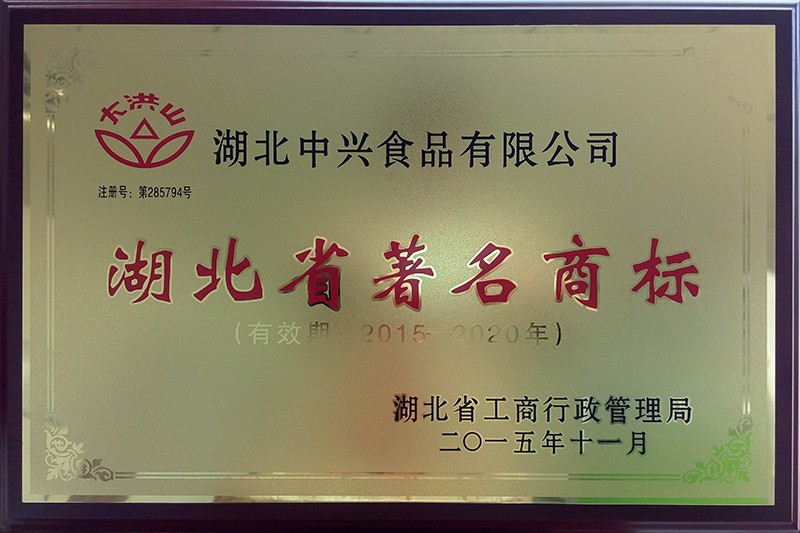 大洪山
湖北中兴食品有限公司
注册号：第285794号
湖北省著名商标
（有效期：2015—2020年）
湖北省工商行政管理局
二〇一五年十一月